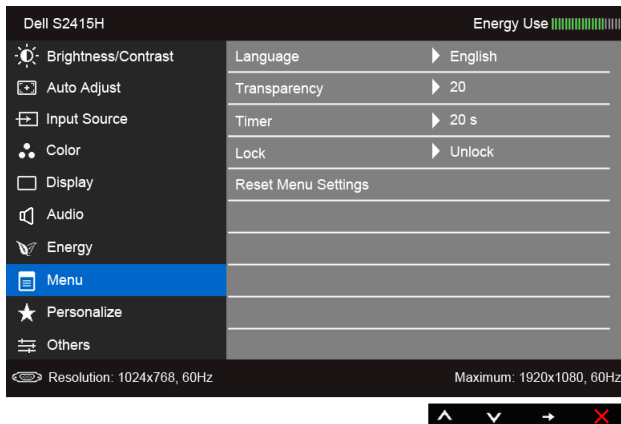 Dell S2415H Energy Use
Brightness/Contrast Language English
Auto Adjust Transparency 20
Input Source Timer 20 s
Color Lock Unlock
Display Reset Menu Settings
Audio
Energy
Menu
Personalize
Others
Resolution: 1024x768, 60Hz Maximum: 1920x1080, 60Hz